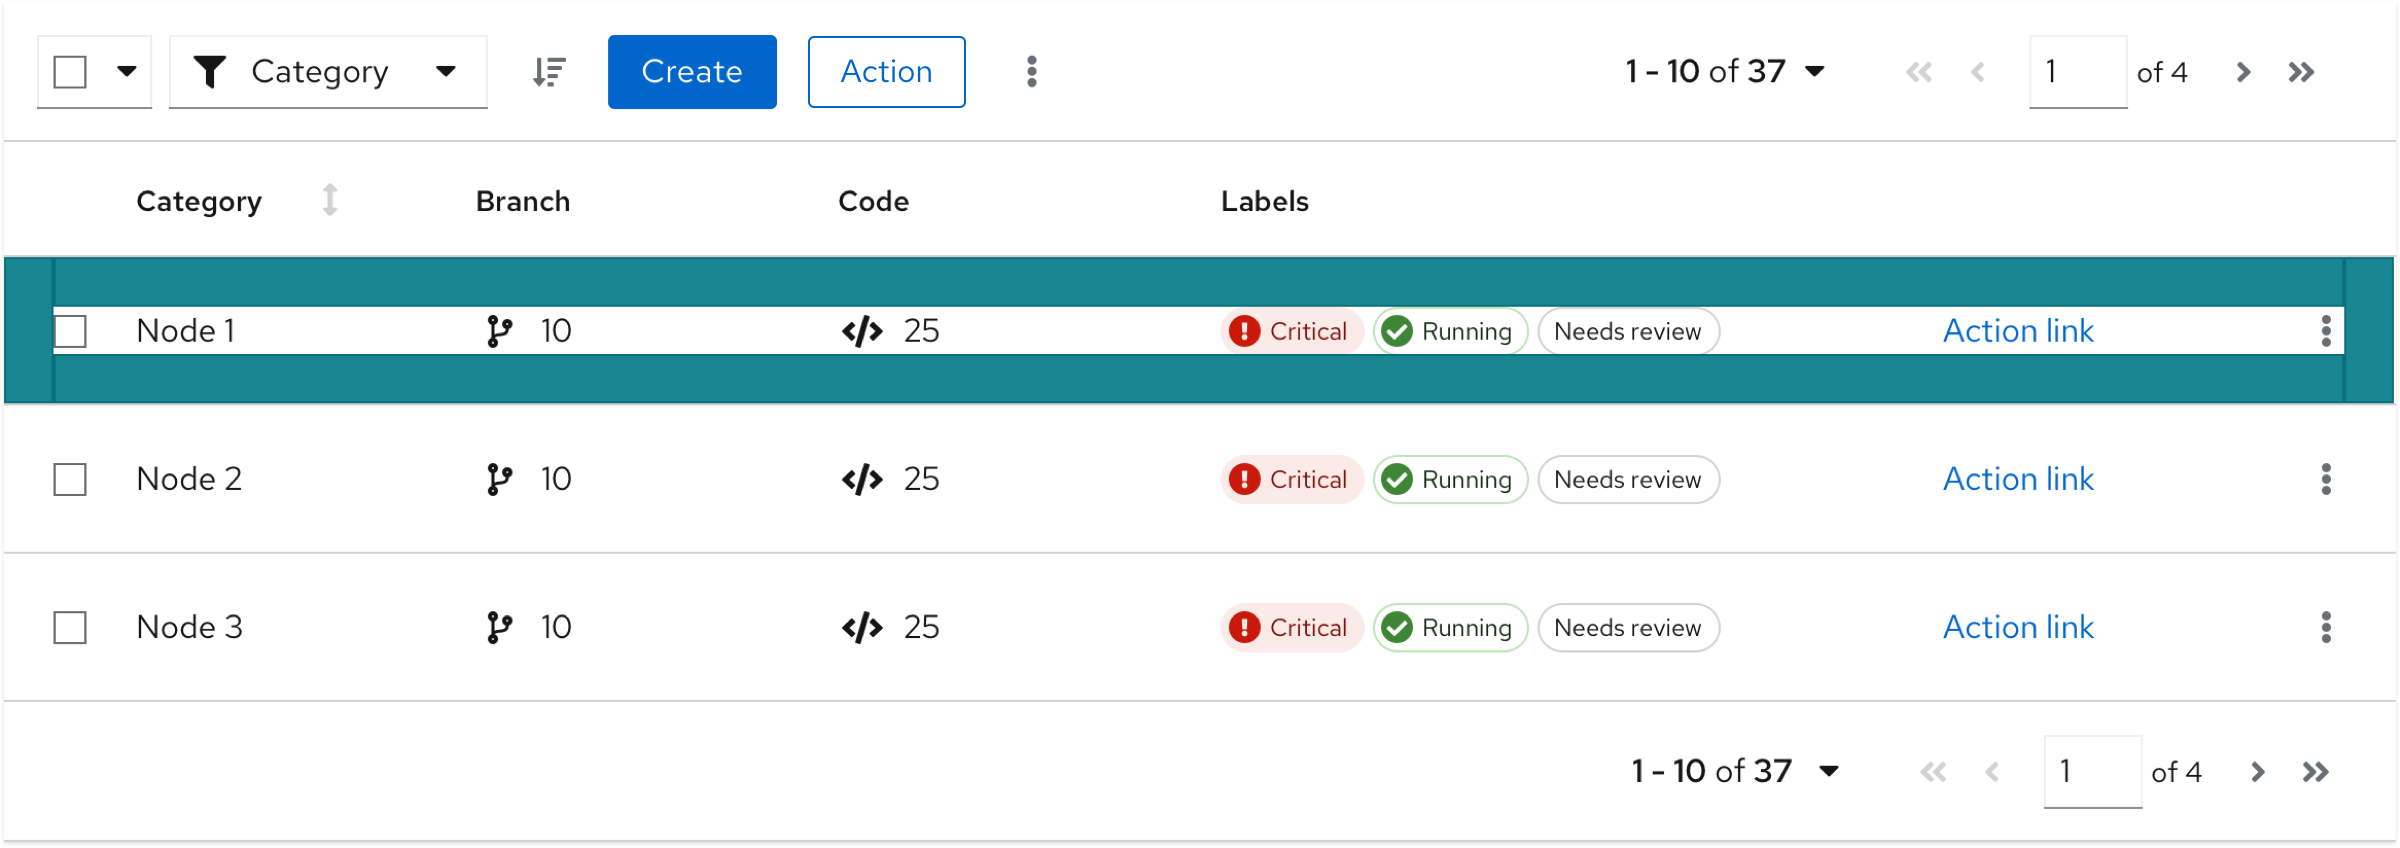 Category Create Action 1 - 10 of 37 1 of 4
Category Branch Code Labels
Node 1 10 25 Critical Running Needs review Action link
Node 2 10 25 Critical Running Needs review Action link
Node 3 10 25 Critical Running Needs review Action link
1 - 10 of 37 1 of 4